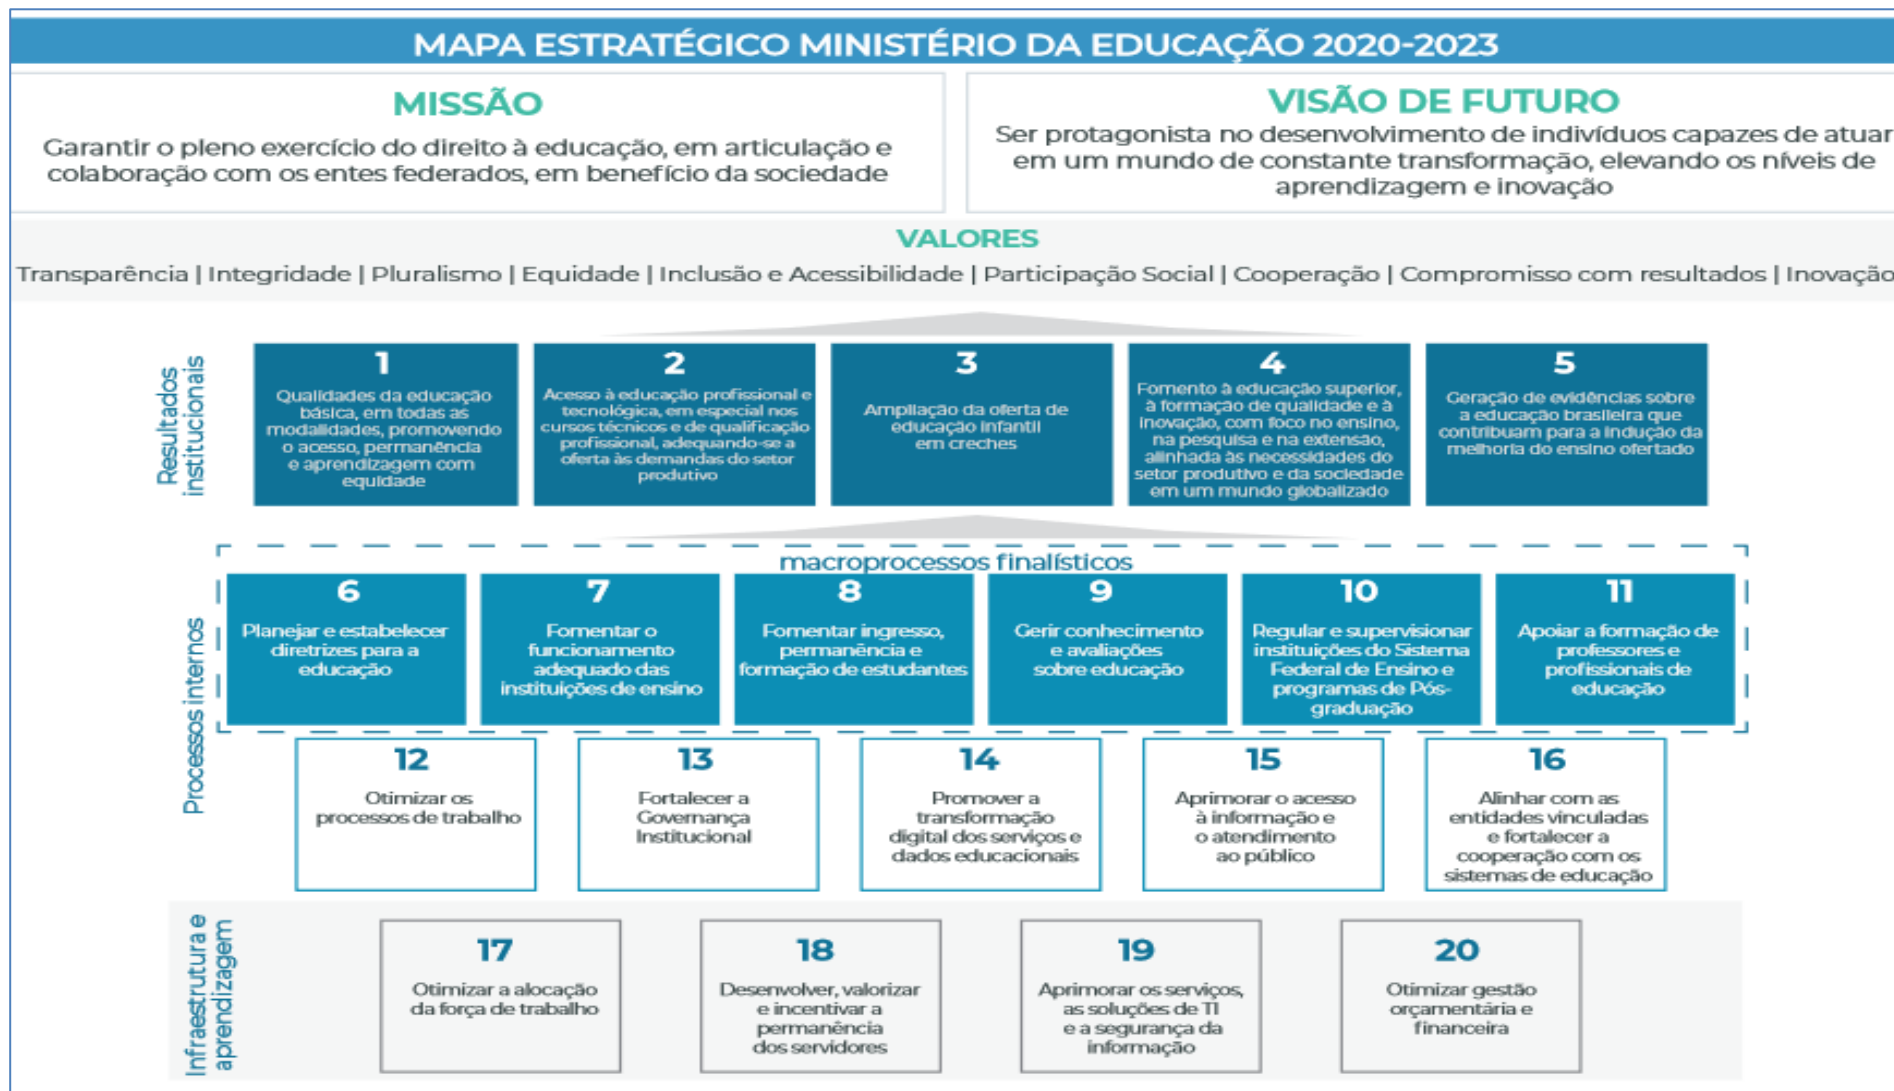 MAPA ESTRATÉGICO MINISTÉRIO DA EDUCAÇÃO 2020-2023
MISSÃO
Garantir o pleno exercício do direito à educação, em articulação e
colaboração com os entes federados, em benefício da sociedade
VISÃO DE FUTURO
Ser protagonista no desenvolvimento de indivíduos capazes de atuar
em um mundo de constante transformação, elevando os níveis de
aprendizagem e inovação
VALORES
Transparência | Integridade | Pluralismo | Equidade | Inclusão e Acessibilidade | Participação Social | Cooperação | Compromisso com resultados | Inovação
Resultados
institucionais
1
Qualidades da educação
básica, em todas as
modalidades, promovendo
o acesso, permanência
e aprendizagem com
equidade
2
Acesso à educação profissional e
tecnológica, em especial nos
cursos técnicos e de qualificação
profissional, adequando-se a
oferta às demandas do setor
produtivo
3
Ampliação da oferta de
educação infantil
em creches
4
Fomento à educação superior,
à formação de qualidade e à
inovação, com foco no ensino,
na pesquisa e na extensão,
alinhada às necessidades do
setor produtivo e da sociedade
em um mundo globalizado
5
Geração de evidências sobre
a educação brasileira que
contribuam para a indução da
melhoria do ensino ofertado
Processos internos
macroprocessos finalísticos
6
Planejar e estabelecer
diretrizes para a
educação
7
Fomentar o
funcionamento
adequado das
instituições de ensino
8
Fomentar ingresso,
permanência e
formação de estudantes
9
Gerir conhecimento
e avaliações
sobre educação
10
Regular e supervisionar
instituições do Sistema
Federal de Ensino e
programas de Pós-
graduação
11
Apoiar a formação de
professores e
profissionais de
educação
12
Otimizar os
processos de trabalho
13
Fortalecer a
Governança
Institucional
14
Promover a
transformação
digital dos serviços e
dados educacionais
15
Aprimorar o acesso
à informação e
o atendimento
ao público
16
Alinhar com as
entidades vinculadas
e fortalecer a
cooperação com os
sistemas de educação
Infraestrutura e
aprendizagem
17
Otimizar a alocação
da força de trabalho
18
Desenvolver, valorizar
e incentivar a
permanência
dos servidores
19
Aprimorar os serviços,
as soluções de TI
e a segurança da
informação
20
Otimizar gestão
orçamentária e
financeira